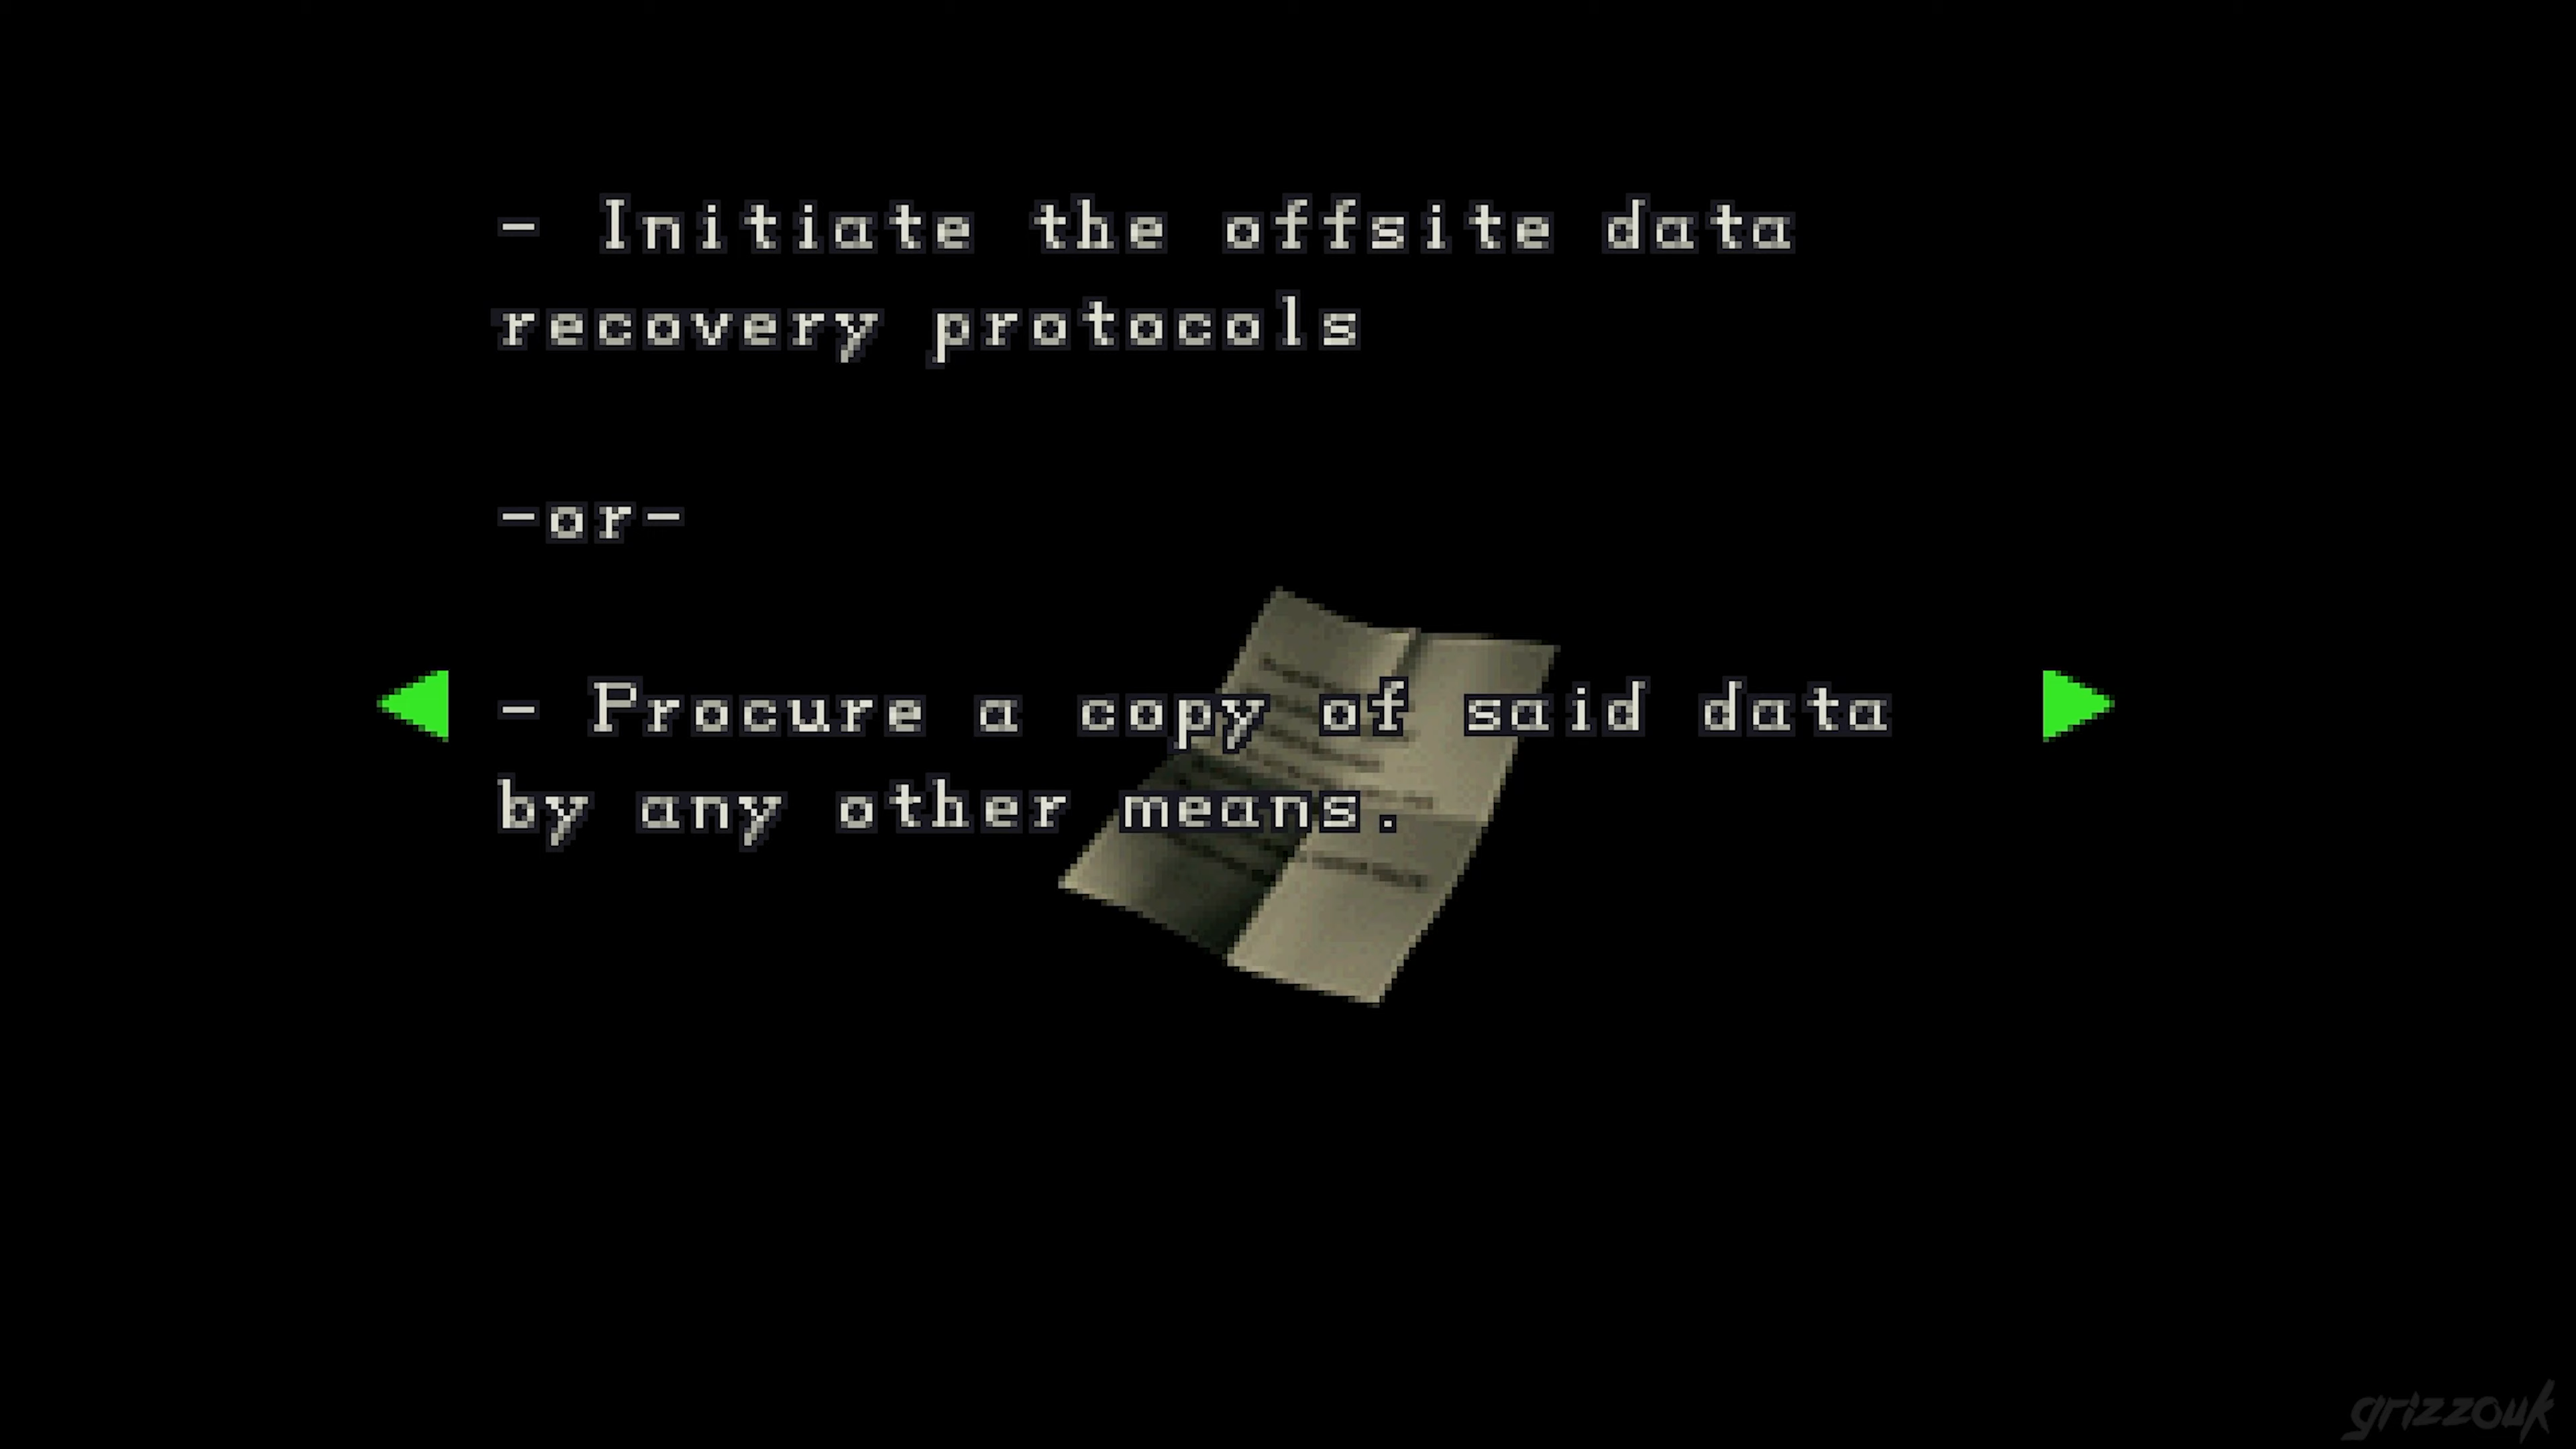 - Initiate the offsite data
recovery protocols
-or-
- Procure a copy of said data
by any other means.
grizzouk